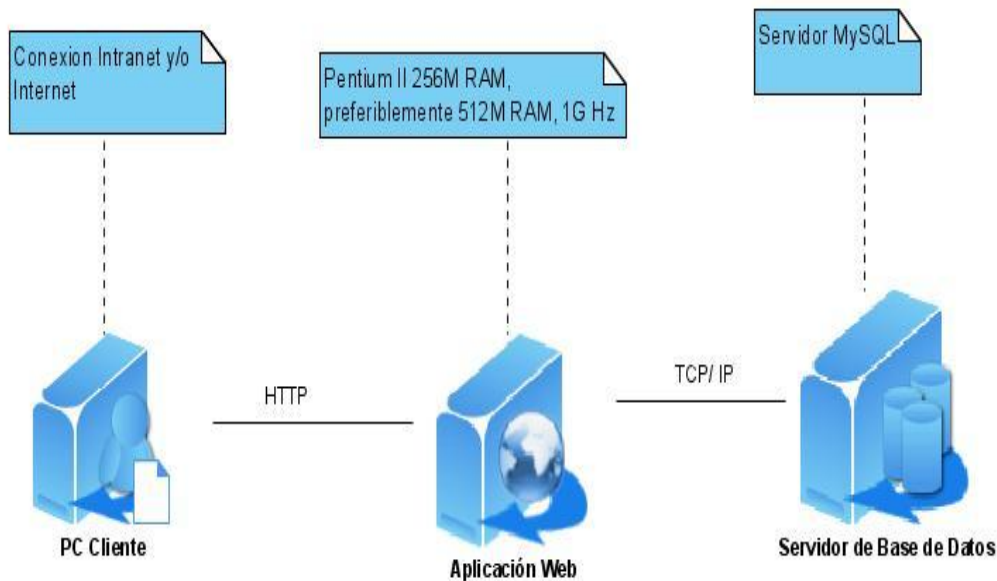 Conexion Intranet y/o
Internet
Pentium II 256M RAM,
preferiblemente 512M RAM, 1G Hz
Servidor MySQL
HTTP
TCP/ IP
PC Cliente
Aplicación Web
Servidor de Base de Datos